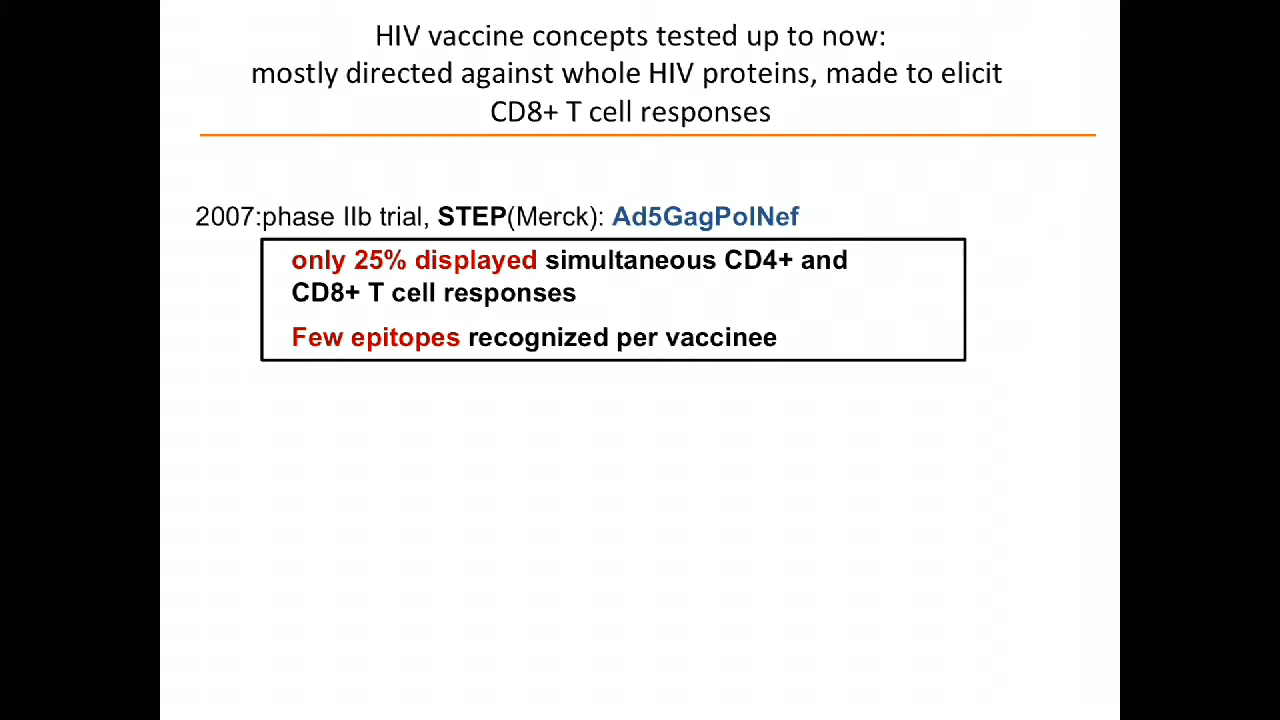 HIV vaccine concepts tested up to now:
mostly directed against whole HIV proteins, made to elicit
CD8+ T cell responses
2007:phase IIb trial, STEP(Merck): Ad5GagPolNef
only 25% displayed simultaneous CD4+ and
CD8+ T cell responses
Few epitopes recognized per vaccinee